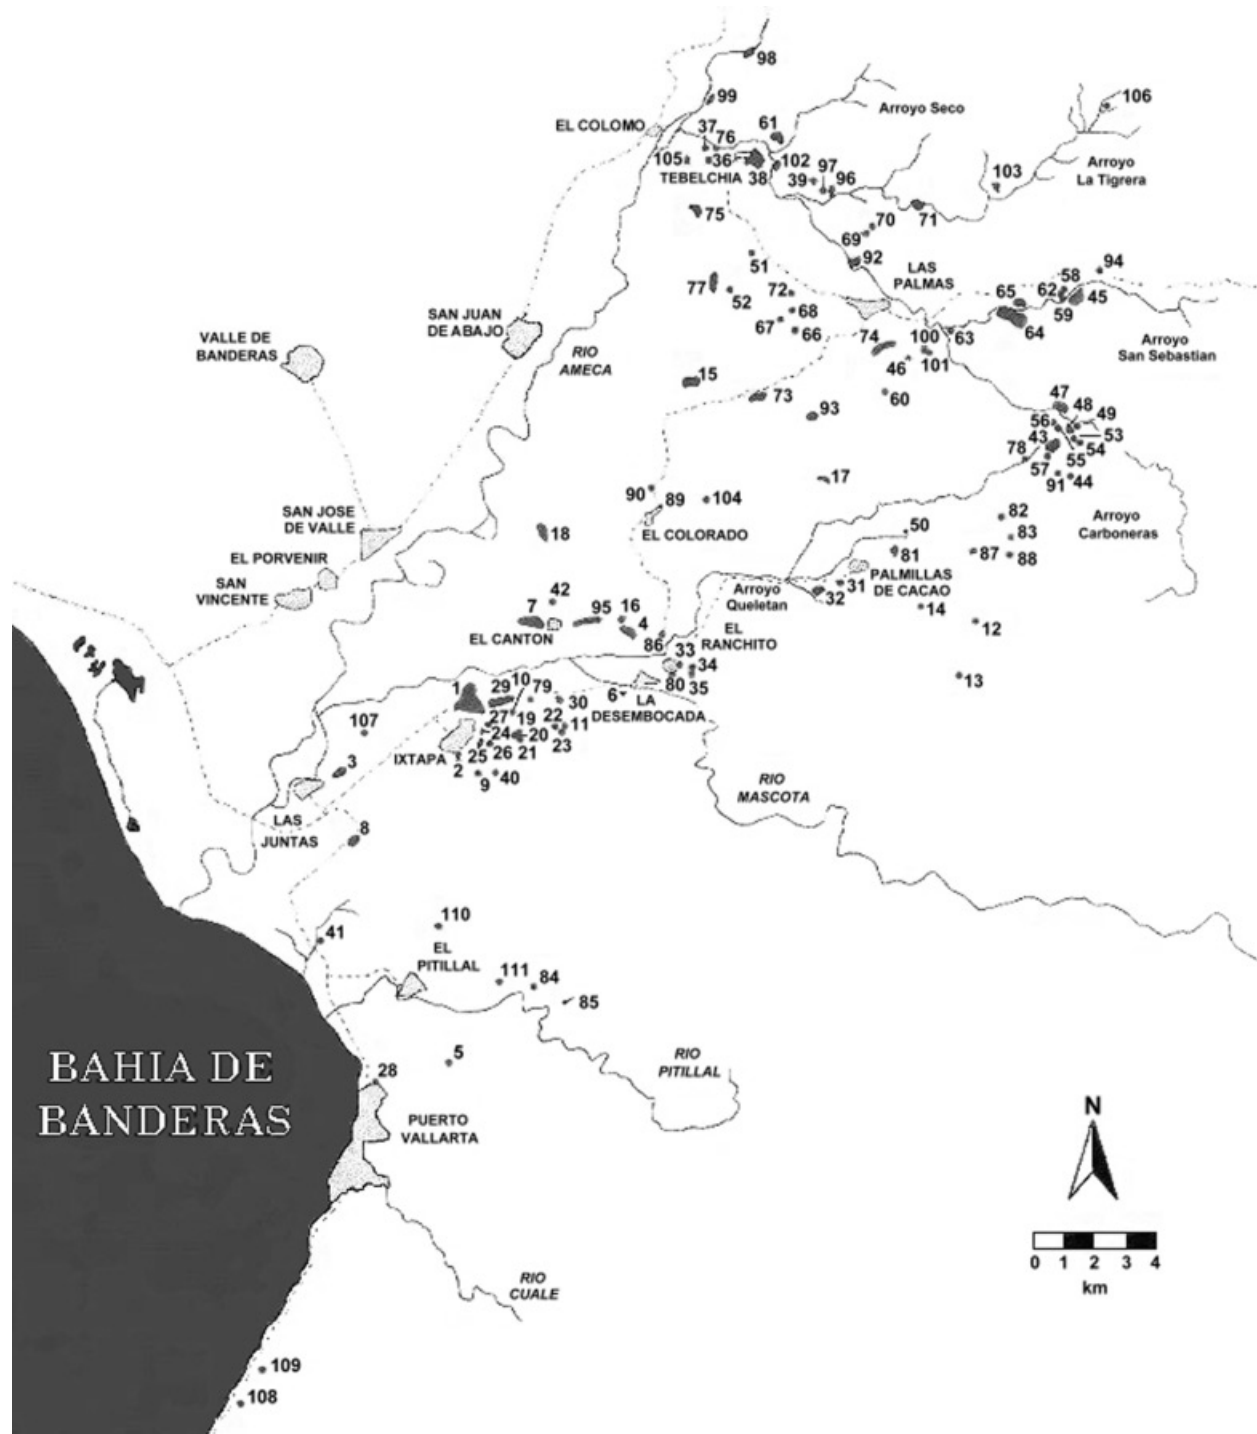 98
99
Arroyo Seco
106
EL COLOMO
37
76
61
105
36
38
102
97
TEBELCHIA
39
96
103
Arroyo
La Tigrera
75
70
71
69
51
92
LAS
PALMAS
94
58
77
52
72
65
62
45
68
59
SAN JUAN
DE ABAJO
67
66
64
VALLE DE
BANDERAS
RIO
AMECA
74
100
63
Arroyo
San Sebastian
46
101
15
73
60
47
48
49
93
56
43
53
54
78
55
57
91
44
17
90
89
104
82
SAN JOSE
DE VALLE
EL COLORADO
50
83
Arroyo
Carboneras
18
81
87
88
EL PORVENIR
PALMILLAS
DE CACAO
SAN
VINCENTE
42
Arroyo
Queletan
31
32
14
7
95
16
4
12
EL CANTON
86
EL
RANCHITO
33
34
13
1
29
10
79
80
35
6
LA
DESEMBOCADA
30
27
19
22
11
107
24
20
23
IXTAPA
25
26
21
3
2
9
40
RIO
MASCOTA
LAS
JUNTAS
8
110
41
EL
PITILLAL
111
84
85
5
RIO
PITILLAL
BAHIA DE
BANDERAS
28
PUERTO
VALLARTA
N
0 1 2 3 4
km
RIO
CUALE
109
108